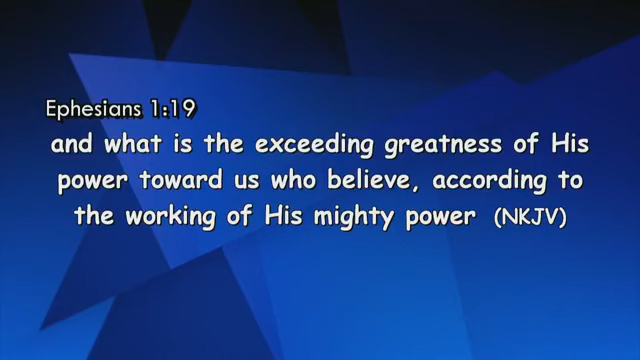 Ephesians 1:19
and what is the exceeding greatness of His
power toward us who believe, according to
the working of His mighty power (NKJV)